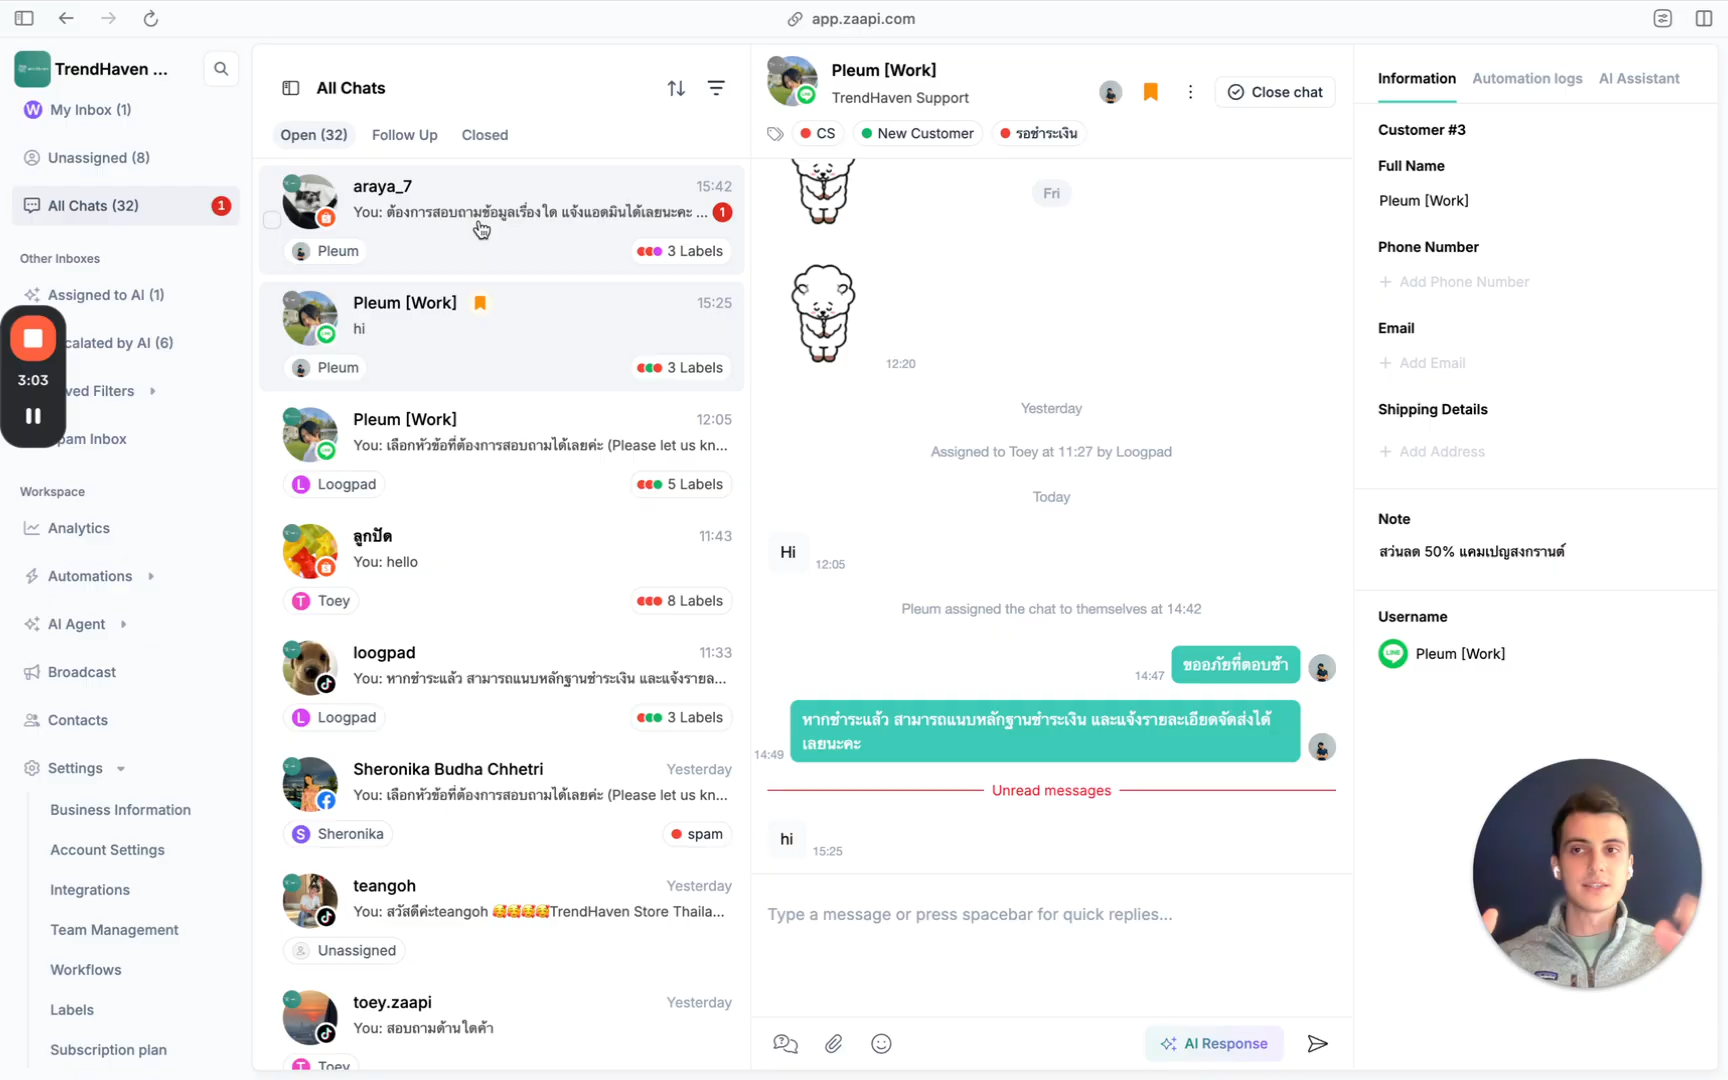 app.zaapi.com
TrendHaven ...
My Inbox (1)
Unassigned (8)
All Chats (32)
1
Other Inboxes
Assigned to AI (1)
calated by AI (6)
ved Filters
pam Inbox
3:03
Workspace
Analytics
Automations
AI Agent
Broadcast
Contacts
Settings
Business Information
Account Settings
Integrations
Team Management
Workflows
Labels
Subscription plan
All Chats
Open (32)
Follow Up
Closed
araya_7
15:42
You: ต้องการสอบถามข้อมูลเรื่องใด แจ้งแอดมินได้เลยนะคะ ...
1
Pleum
3 Labels
Pleum [Work]
15:25
hi
Pleum
3 Labels
Pleum [Work]
12:05
You: เลือกหัวข้อที่ต้องการสอบถามได้เลยค่ะ (Please let us kn...
L Loogpad
5 Labels
ลูกปัด
11:43
You: hello
T Toey
8 Labels
loogpad
11:33
You: หากชำระแล้ว สามารถแนบหลักฐานชำระเงิน และแจ้งรายล...
L Loogpad
3 Labels
Sheronika Budha Chhetri
Yesterday
You: เลือกหัวข้อที่ต้องการสอบถามได้เลยค่ะ (Please let us kn...
S Sheronika
spam
teangoh
Yesterday
You: สวัสดีค่ะteangoh 🥰🥰🥰🥰TrendHaven Store Thaila...
Unassigned
toey.zaapi
Yesterday
You: สอบถามด้านใดค้า
T Toey
Pleum [Work]
TrendHaven Support
Close chat
CS
New Customer
รอชำระเงิน
Fri
12:20
Yesterday
Assigned to Toey at 11:27 by Loogpad
Today
Hi
12:05
Pleum assigned the chat to themselves at 14:42
ขออภัยที่ตอบช้า
14:47
หากชำระแล้ว สามารถแนบหลักฐานชำระเงิน และแจ้งรายละเอียดจัดส่งได้
เลยนะคะ
14:49
Unread messages
hi
15:25
Type a message or press spacebar for quick replies...
AI Response
Information
Automation logs
AI Assistant
Customer #3
Full Name
Pleum [Work]
Phone Number
+ Add Phone Number
Email
+ Add Email
Shipping Details
+ Add Address
Note
สว่นลด 50% แคมเปญสงกรานต์
Username
LINE
Pleum [Work]